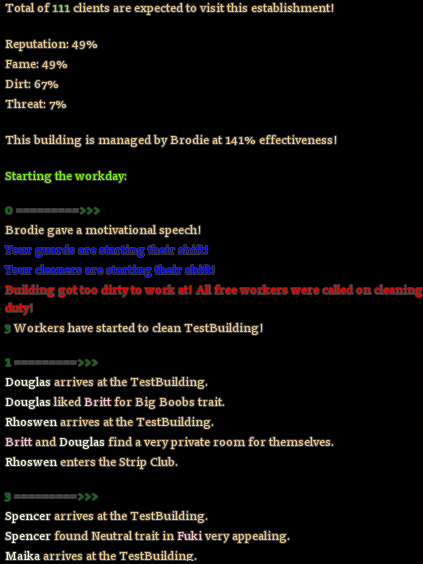 Total of 111 clients are expected to visit this establishment!
Reputation: 49%
Fame: 49%
Dirt: 67%
Threat: 7%
This building is managed by Brodie at 141% effectiveness!
Starting the workday:
0 =========>>>
Brodie gave a motivational speech!
Your guards are starting their shift!
Your cleaners are starting their shift!
Building got too dirty to work at! All free workers were called on cleaning
duty!
3 Workers have started to clean TestBuilding!
1 =========>>>
Douglas arrives at the TestBuilding.
Douglas liked Britt for Big Boobs trait.
Rhoswen arrives at the TestBuilding.
Britt and Douglas find a very private room for themselves.
Rhoswen enters the Strip Club.
3 =========>>>
Spencer arrives at the TestBuilding.
Spencer found Neutral trait in Fuki very appealing.
Maika arrives at the TestBuilding.